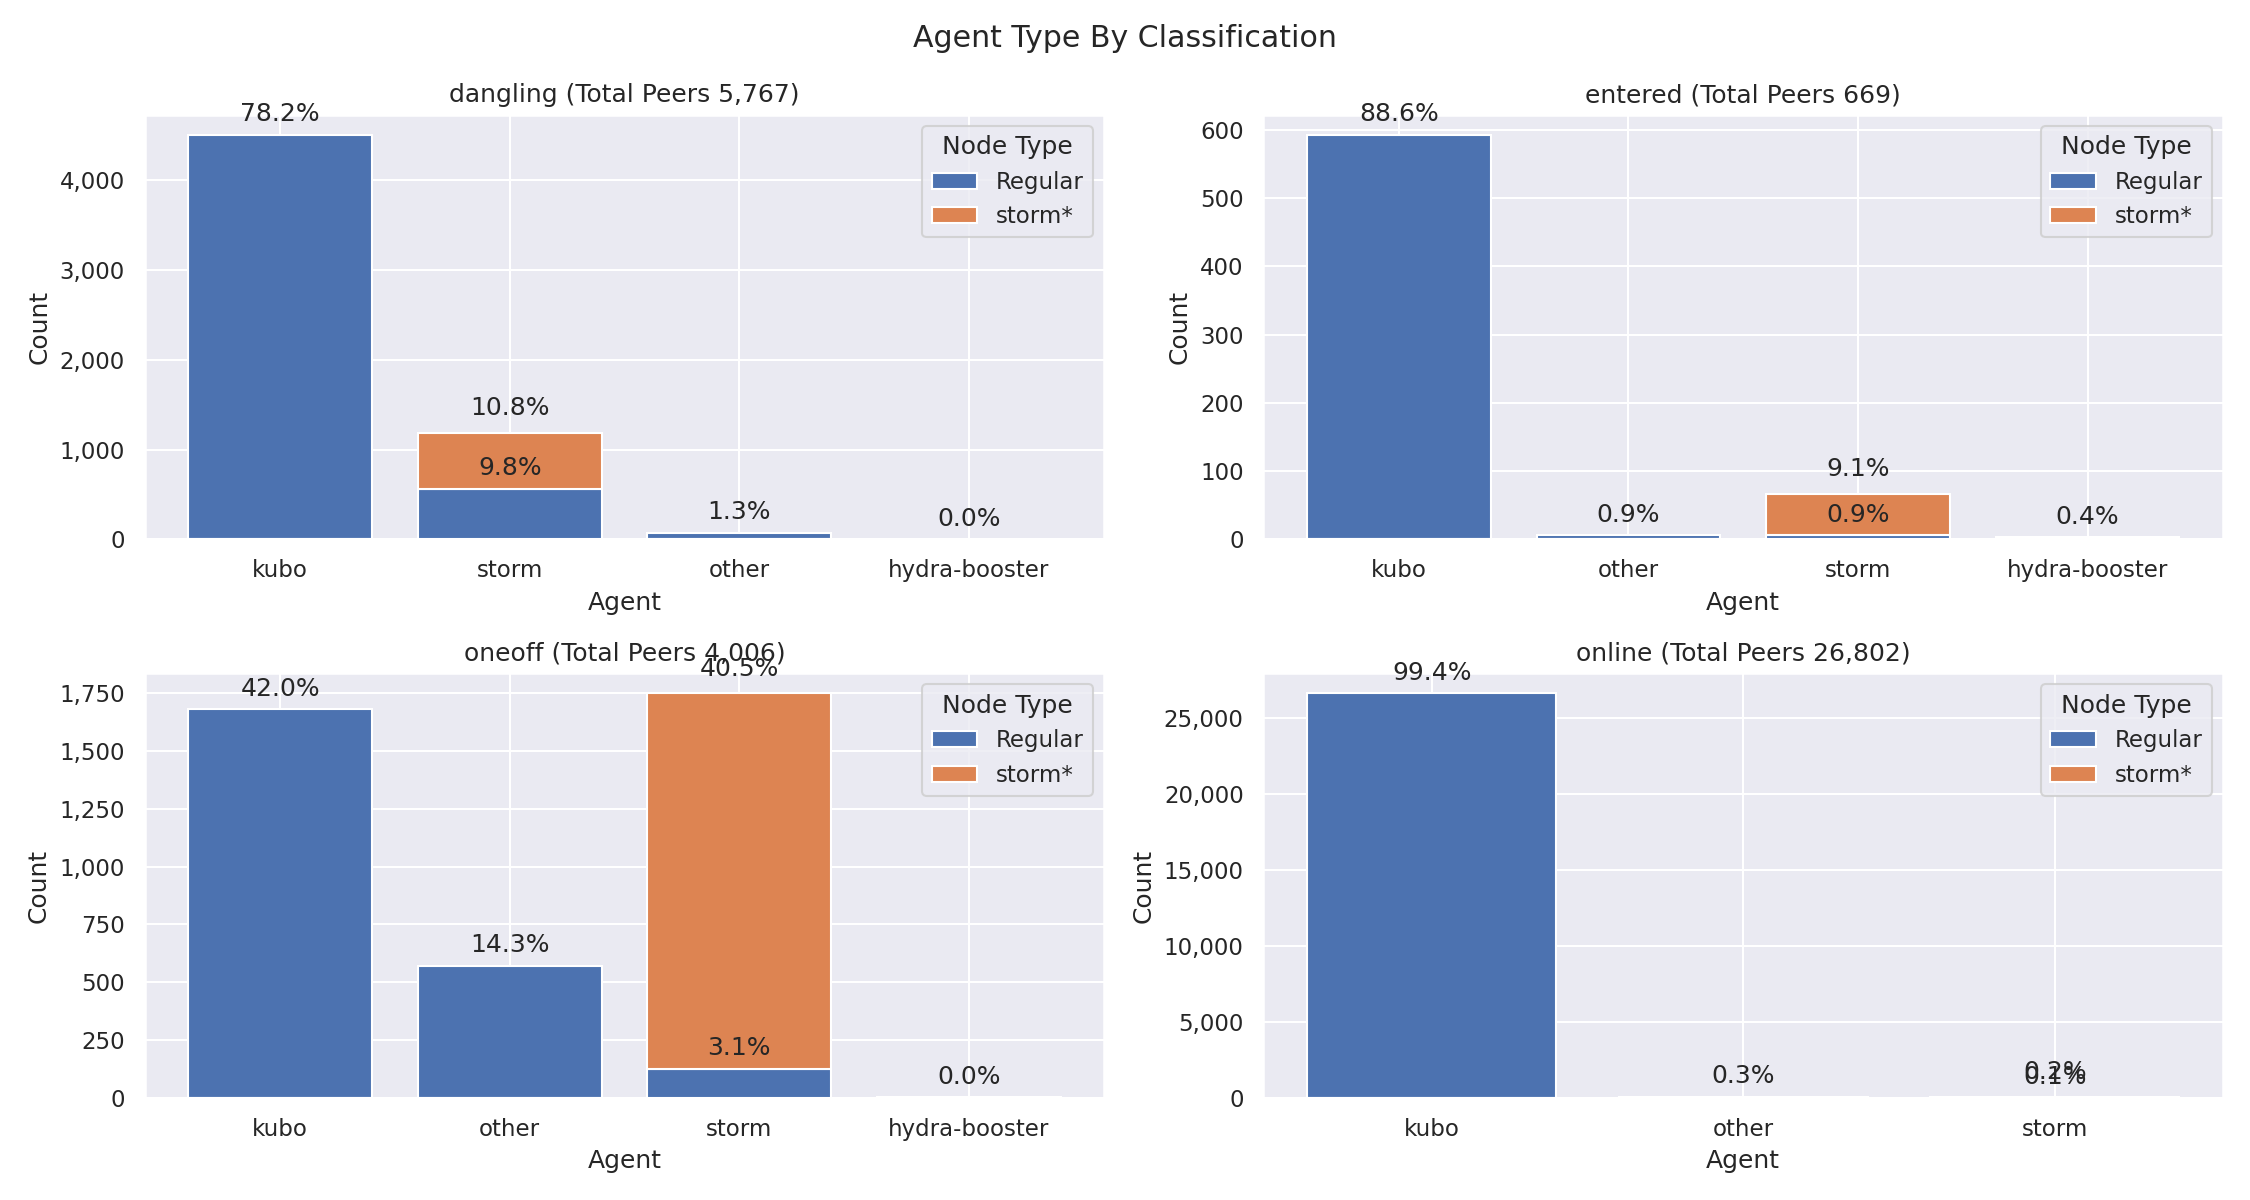 Agent Type By Classification
dangling (Total Peers 5,767)
78.2%
10.8%
9.8%
1.3%
0.0%
Node Type
Regular
storm*
4,000
3,000
2,000
1,000
0
Count
kubo
storm
other
hydra-booster
Agent
entered (Total Peers 669)
88.6%
0.9%
9.1%
0.9%
0.4%
Node Type
Regular
storm*
600
500
400
300
200
100
0
Count
kubo
other
storm
hydra-booster
Agent
oneoff (Total Peers 4,006)
42.0%
14.3%
40.5%
3.1%
0.0%
Node Type
Regular
storm*
1,750
1,500
1,250
1,000
750
500
250
0
Count
kubo
other
storm
hydra-booster
Agent
online (Total Peers 26,802)
99.4%
0.3%
0.2%
0.1%
Node Type
Regular
storm*
25,000
20,000
15,000
10,000
5,000
0
Count
kubo
other
storm
Agent